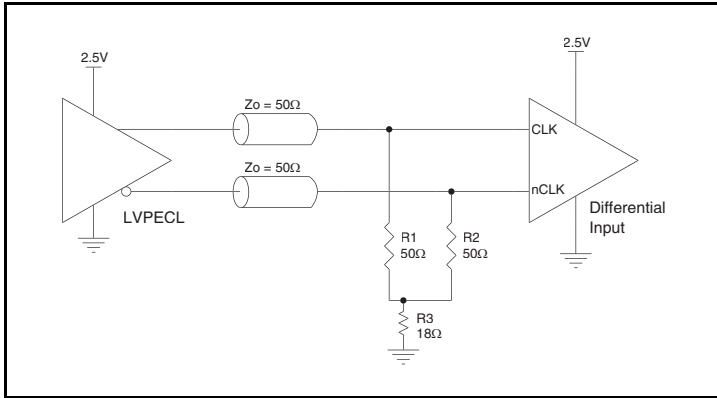 2.5V
2.5V
Zo = 50Ω
CLK
Zo = 50Ω
nCLK
LVPECL
Differential
Input
R1
50Ω
R2
50Ω
R3
18Ω